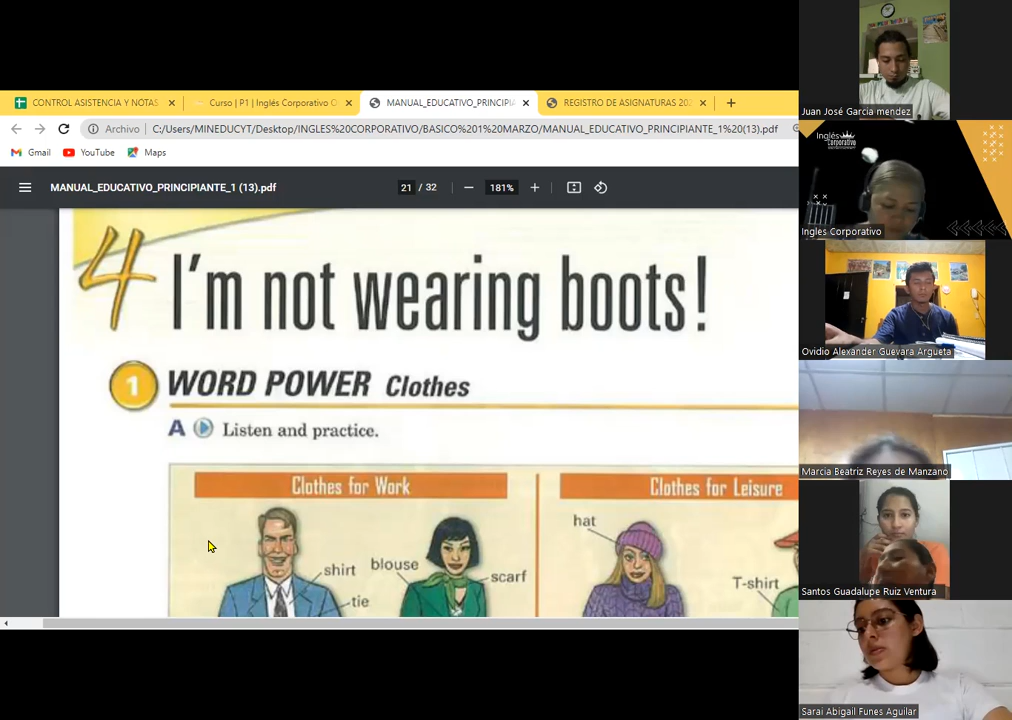 CONTROL ASISTENCIA Y NOTAS
Curso | P1 | Inglés Corporativo O
MANUAL_EDUCATIVO_PRINCIPIA
REGISTRO DE ASIGNATURAS 202
Archivo
C:/Users/MINEDUCYT/Desktop/INGLES%20CORPORATIVO/BASICO%201%20MARZO/MANUAL_EDUCATIVO_PRINCIPIANTE_1%20(13).pdf
Gmail YouTube Maps
MANUAL_EDUCATIVO_PRINCIPIANTE_1 (13).pdf
21 / 32
181%
4 I'm not wearing boots!
1 WORD POWER Clothes
A Listen and practice.
Clothes for Work
Clothes for Leisure
shirt
tie
blouse
scarf
hat
T-shirt
Juan José García mendez
Inglés
Corporativo
Ingles Corporativo
Ovidio Alexander Guevara Argueta
Marcia Beatriz Reyes de Manzano
Santos Guadalupe Ruiz Ventura
Sarai Abigail Funes Aguilar